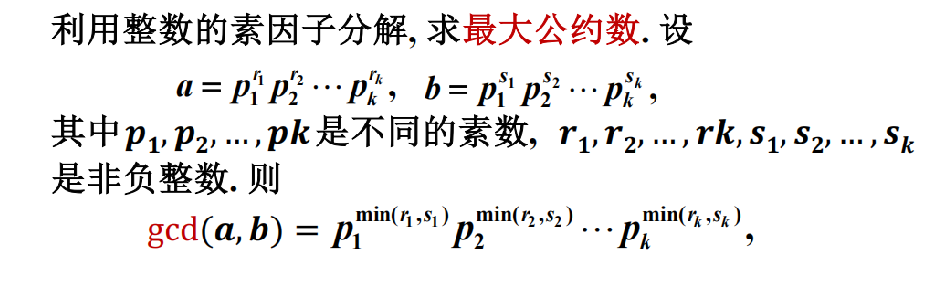 利用整数的素因子分解, 求最大公约数. 设
$a = p_1^{r_1} p_2^{r_2} \cdots p_k^{r_k}, \ b = p_1^{s_1} p_2^{s_2} \cdots p_k^{s_k},$
其中$p_1, p_2, \ldots, pk$是不同的素数, $r_1, r_2, \ldots, rk, s_1, s_2, \ldots, s_k$
是非负整数. 则
$\gcd(a, b) = p_1^{\min(r_1, s_1)} p_2^{\min(r_2, s_2)} \cdots p_k^{\min(r_k, s_k)},$